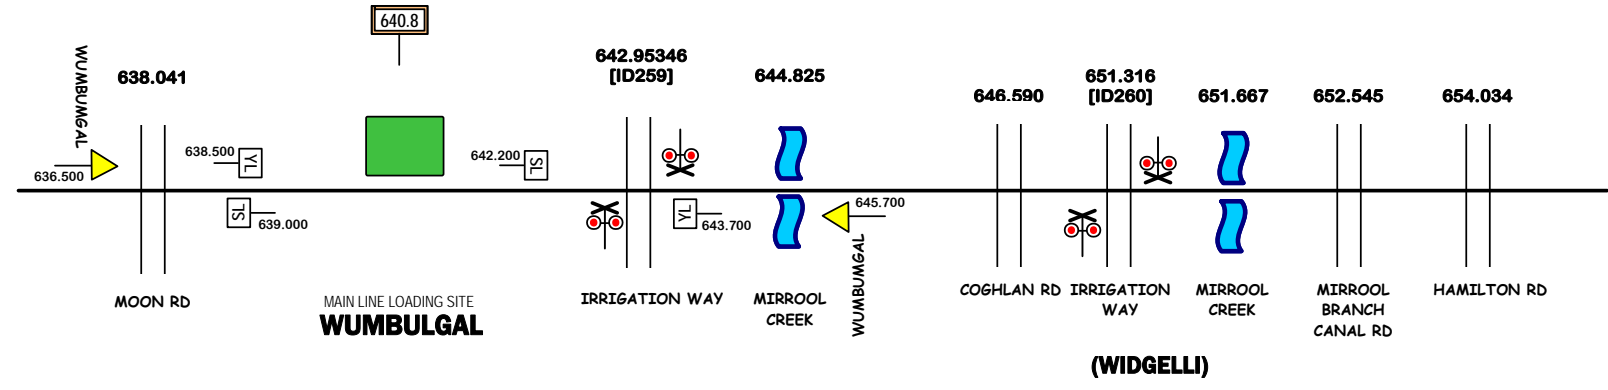 640.8
642.95346
[ID259]
638.041
644.825
651.316
[ID260]
646.590
651.667
652.545
654.034
WUMBUMGAL
636.500
638.500
YL
642.200
SL
SL
639.000
YL
643.700
645.700
WUMBUMGAL
MOON RD
MAIN LINE LOADING SITE
WUMBULGAL
IRRIGATION WAY
MIRROOL
CREEK
COGHLAN RD
IRRIGATION
WAY
MIRROOL
CREEK
MIRROOL
BRANCH
CANAL RD
HAMILTON RD
(WIDGELLI)